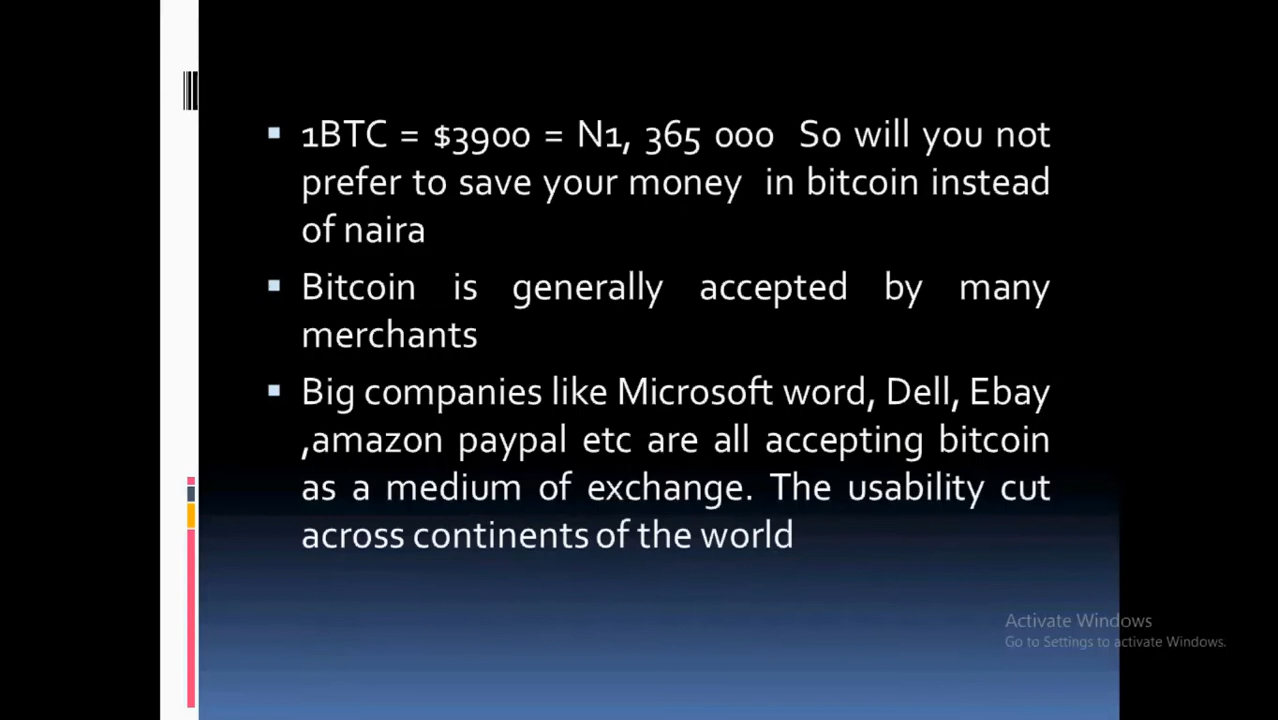 ▪ 1BTC = $3900 = N1, 365 000 So will you not
prefer to save your money in bitcoin instead
of naira
▪ Bitcoin is generally accepted by many
merchants
▪ Big companies like Microsoft word, Dell, Ebay
,amazon paypal etc are all accepting bitcoin
as a medium of exchange. The usability cut
across continents of the world
Activate Windows
Go to Settings to activate Windows.